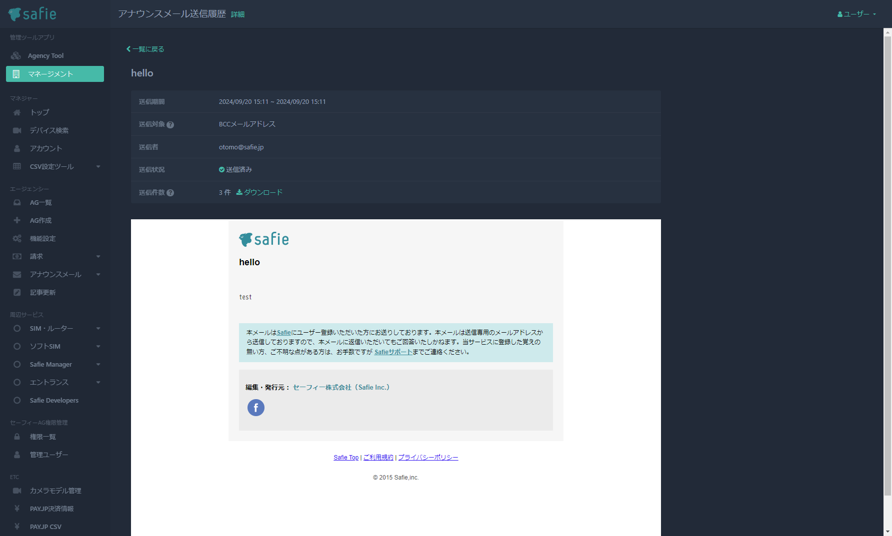 safie
アナウンスメール送信履歴 詳細
ユーザー
管理ツールアプリ
Agency Tool
マネージメント
マネジャー
トップ
デバイス検索
アカウント
CSV設定ツール
エージェンシー
AG一覧
AG作成
機能設定
請求
アナウンスメール
記事更新
周辺サービス
SIM・ルーター
ソフトSIM
Safie Manager
エントランス
Safie Developers
セーフィーAG権限管理
権限一覧
管理ユーザー
ETC
カメラモデル管理
PAY.JP決済情報
PAY.JP CSV
一覧に戻る
hello
送信期間 2024/09/20 15:11 ~ 2024/09/20 15:11
送信対象 ? BCCメールアドレス
送信者 otomo@safie.jp
送信状況 送信済み
送信件数 ? 3 件 ダウンロード
safie
hello
test
本メールはSafieにユーザー登録いただいた方にお送りしております。本メールは送信専用のメールアドレスか
ら送信しておりますので、本メールに返信いただいてもご回答いたしかねます。当サービスに登録した覚えの
無い方、ご不明な点がある方は、お手数ですが Safieサポートまでご連絡ください。
編集・発行元： セーフィー株式会社（Safie Inc.）
f
Safie Top | ご利用規約 | プライバシーポリシー
© 2015 Safie,inc.